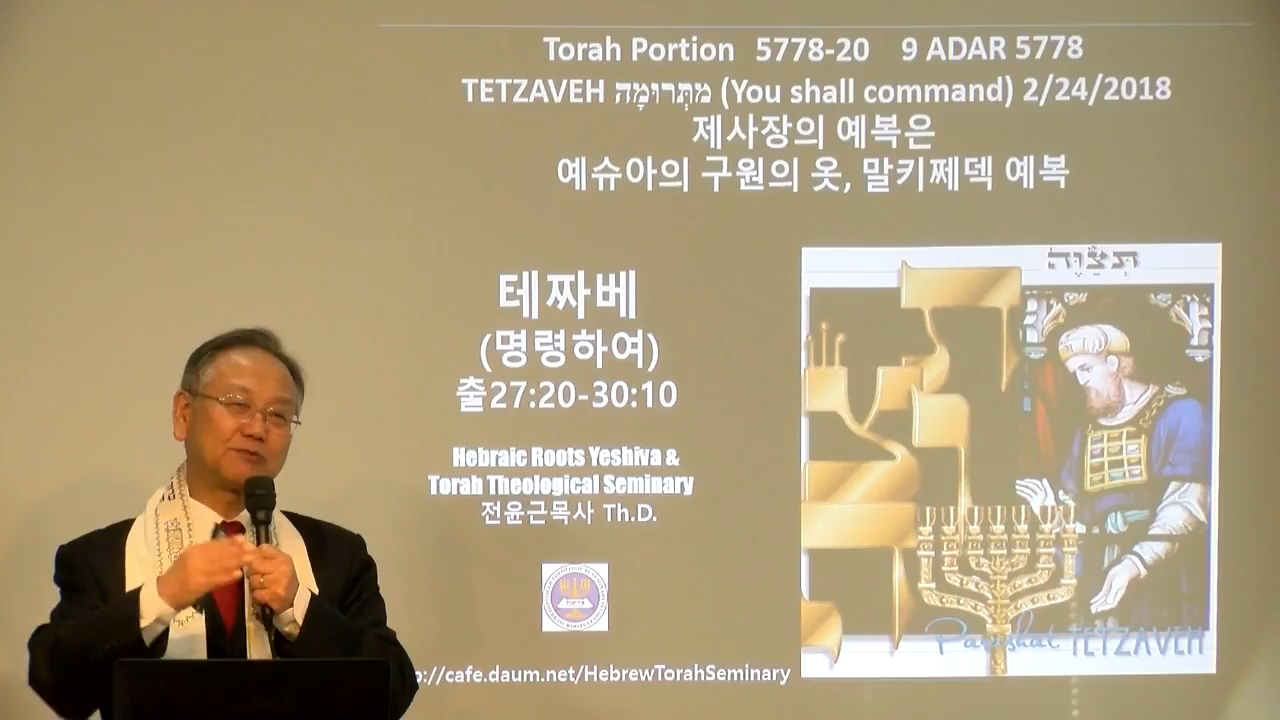 Torah Portion 5778-20 9 ADAR 5778
TETZAVEH מתְּרוּמָה (You shall command) 2/24/2018
제사장의 예복은
예슈아의 구원의 옷, 말키쩨덱 예복
테짜베
(명령하여)
출27:20-30:10
Hebraic Roots Yeshiva &
Torah Theological Seminary
전윤근목사 Th.D.
://cafe.daum.net/HebrewTorahSeminary
תְּצַוֶּה
Parashat TETZAVEH